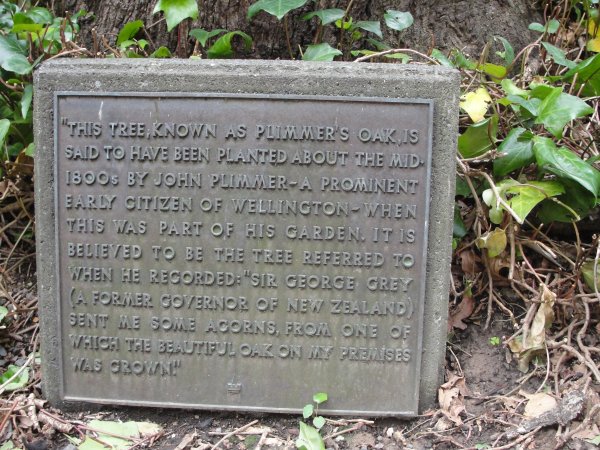 "THIS TREE, KNOWN AS PLIMMER'S OAK, IS
SAID TO HAVE BEEN PLANTED ABOUT THE MID-
1800s BY JOHN PLIMMER-A PROMINENT
EARLY CITIZEN OF WELLINGTON-WHEN
THIS WAS PART OF HIS GARDEN. IT IS
BELIEVED TO BE THE TREE REFERRED TO
WHEN HE RECORDED: "SIR GEORGE GREY
(A FORMER GOVERNOR OF NEW ZEALAND)
SENT ME SOME ACORNS, FROM ONE OF
WHICH THE BEAUTIFUL OAK ON MY PREMISES
WAS GROWN."